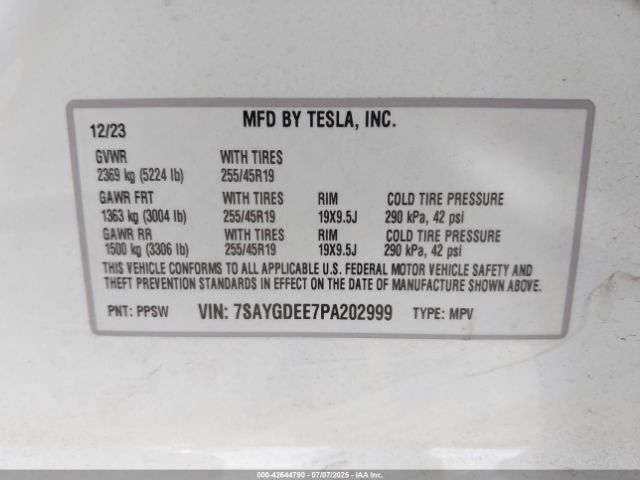 MFD BY TESLA, INC.
12/23
GVWR WITH TIRES
2369 kg (5224 lb) 255/45R19
GAWR FRT WITH TIRES RIM COLD TIRE PRESSURE
1363 kg (3004 lb) 255/45R19 19X9.5J 290 kPa, 42 psi
GAWR RR WITH TIRES RIM COLD TIRE PRESSURE
1500 kg (3306 lb) 255/45R19 19X9.5J 290 kPa, 42 psi
THIS VEHICLE CONFORMS TO ALL APPLICABLE U.S. FEDERAL MOTOR VEHICLE SAFETY AND
THEFT PREVENTION STANDARDS IN EFFECT ON THE DATE OF MANUFACTURE SHOWN ABOVE.
PNT: PPSW VIN: 7SAYGDEE7PA202999 TYPE: MPV
000-42644790 - 07/07/2025 - IAA Inc.